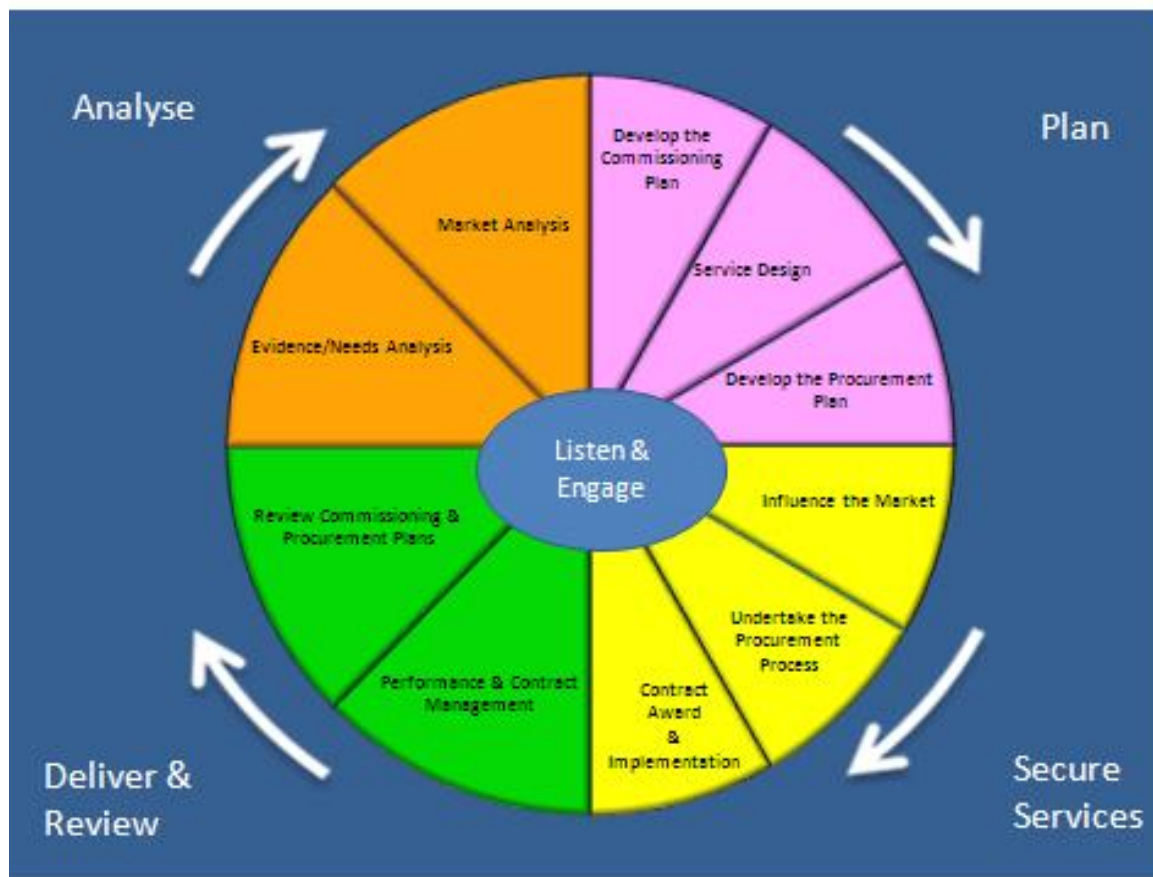 Analyse
Plan
Develop the
Commissioning
Plan
Market Analysis
Service Design
Evidence/Needs Analysis
Develop the Procurement
Plan
Listen &
Engage
Influence the Market
Review Commissioning &
Procurement Plans
Undertake the
Procurement
Process
Performance & Contract
Management
Contract
Award
&
Implementation
Deliver &
Review
Secure
Services